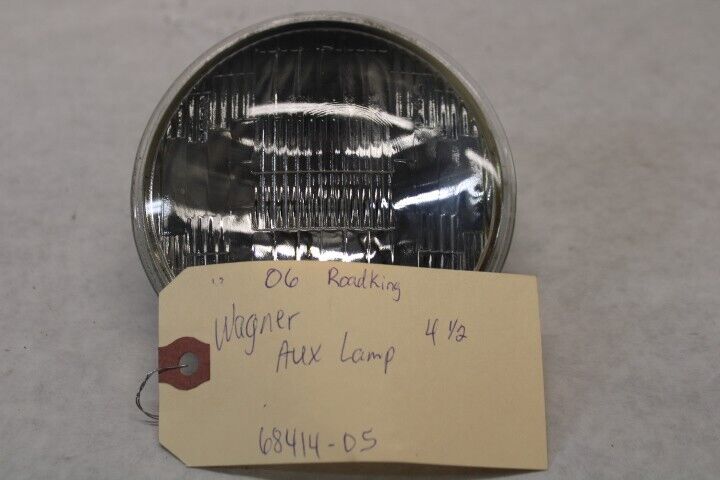 06 RoadKing
Wagner 4 1/2
Aux Lamp
68414-05